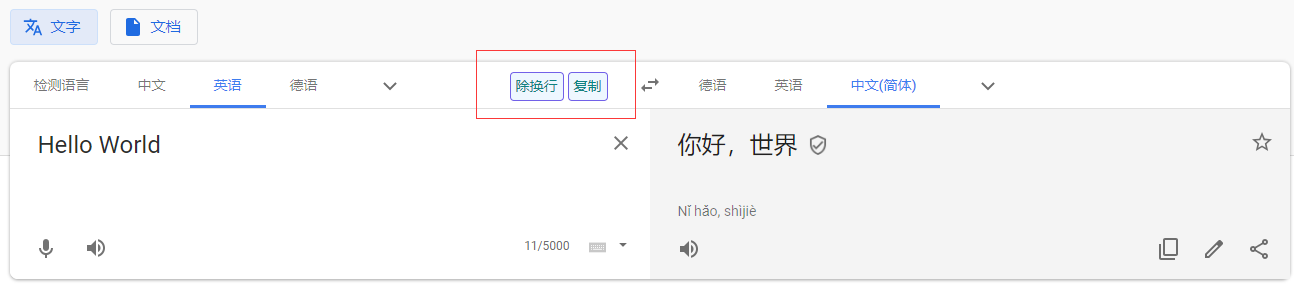 文字 文档
检测语言 中文 英语 德语 除换行 复制 德语 英语 中文(简体)
Hello World
你好，世界
Nǐ hǎo, shìjiè
11/5000